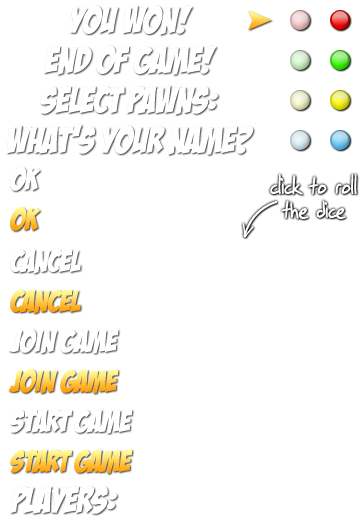 YOU WON!
END OF GAME!
SELECT PAWNS:
WHAT'S YOUR NAME?
OK
click to roll
the dice
OK
CANCEL
CANCEL
JOIN GAME
JOIN GAME
START GAME
START GAME
PLAYERS: